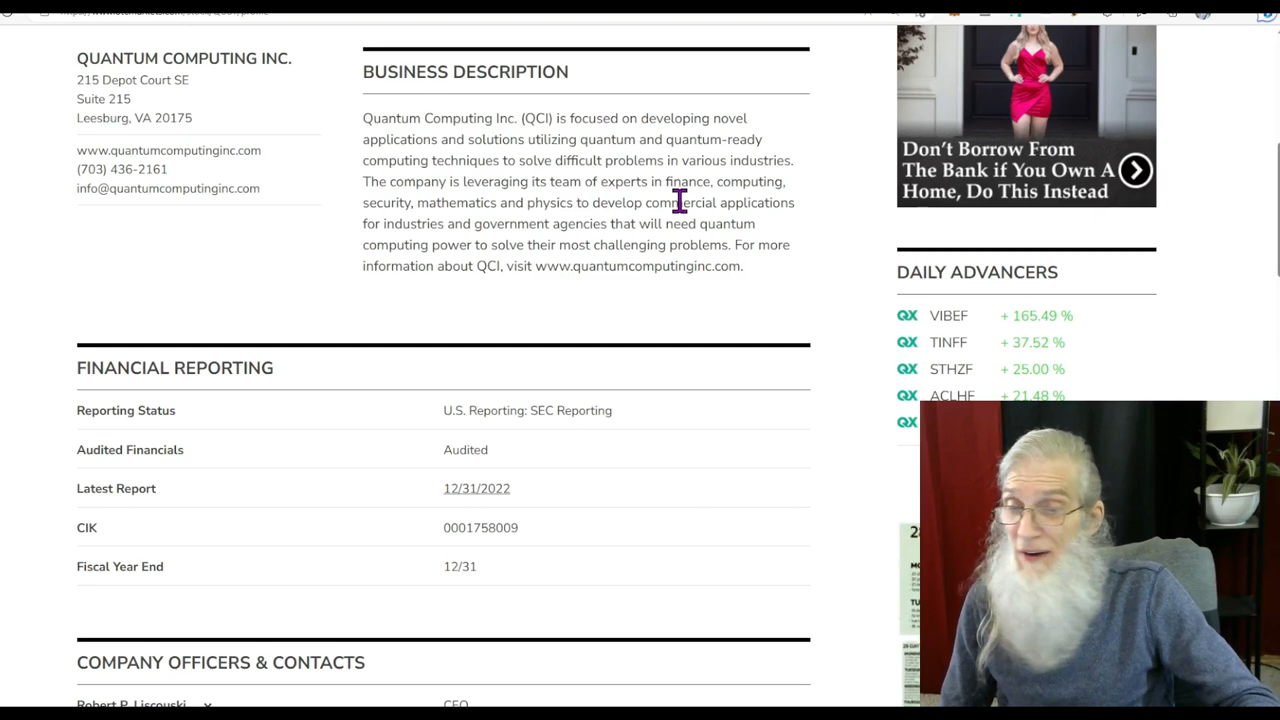 QUANTUM COMPUTING INC.
215 Depot Court SE
Suite 215
Leesburg, VA 20175
www.quantumcomputinginc.com
(703) 436-2161
info@quantumcomputinginc.com
BUSINESS DESCRIPTION
Quantum Computing Inc. (QCI) is focused on developing novel
applications and solutions utilizing quantum and quantum-ready
computing techniques to solve difficult problems in various industries.
The company is leveraging its team of experts in finance, computing,
security, mathematics and physics to develop commercial applications
for industries and government agencies that will need quantum
computing power to solve their most challenging problems. For more
information about QCI, visit www.quantumcomputinginc.com.
FINANCIAL REPORTING
Reporting Status U.S. Reporting: SEC Reporting
Audited Financials Audited
Latest Report 12/31/2022
CIK 0001758009
Fiscal Year End 12/31
COMPANY OFFICERS & CONTACTS
Robert P. Liscouski CEO
Don't Borrow From
The Bank if You Own A
Home, Do This Instead
DAILY ADVANCERS
QX VIBEF + 165.49 %
QX TINFF + 37.52 %
QX STHZF + 25.00 %
QX ACLHF + 21.48 %
QX